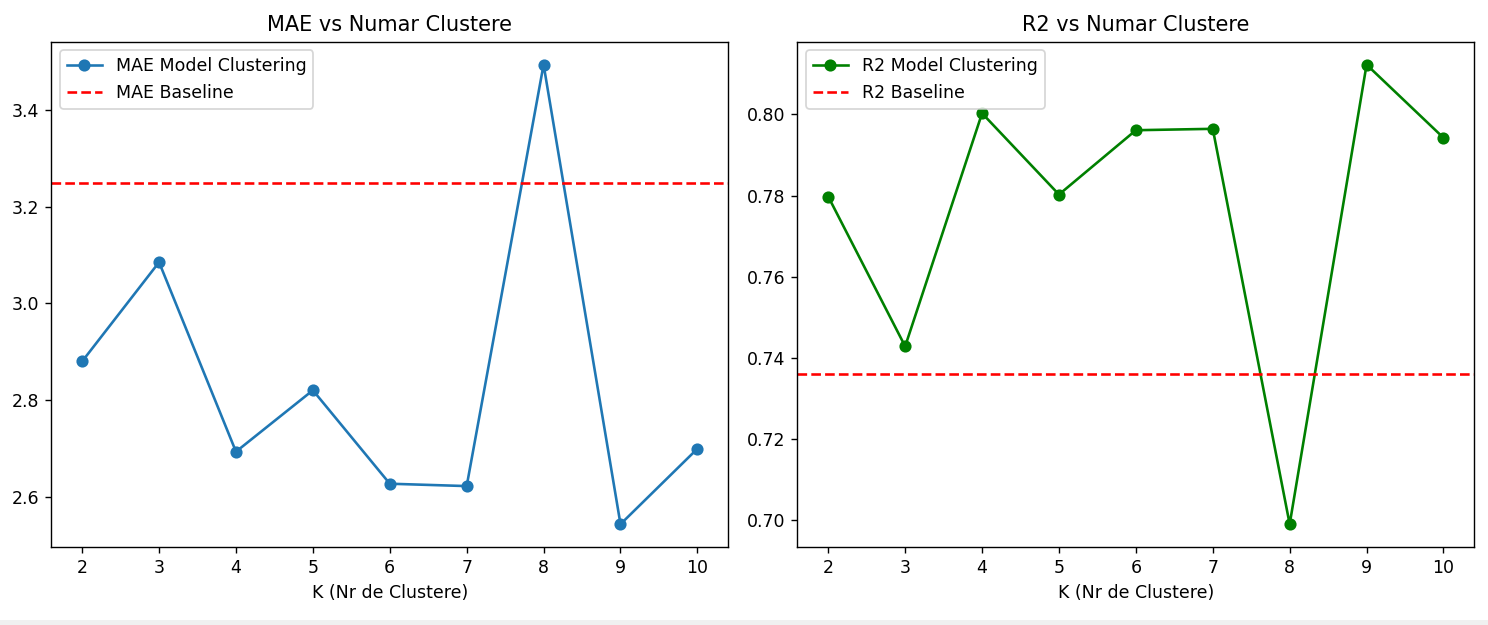 MAE vs Numar Clustere
MAE Model Clustering
MAE Baseline
3.4
3.2
3.0
2.8
2.6
2 3 4 5 6 7 8 9 10
K (Nr de Clustere)
R2 vs Numar Clustere
R2 Model Clustering
R2 Baseline
0.80
0.78
0.76
0.74
0.72
0.70
2 3 4 5 6 7 8 9 10
K (Nr de Clustere)